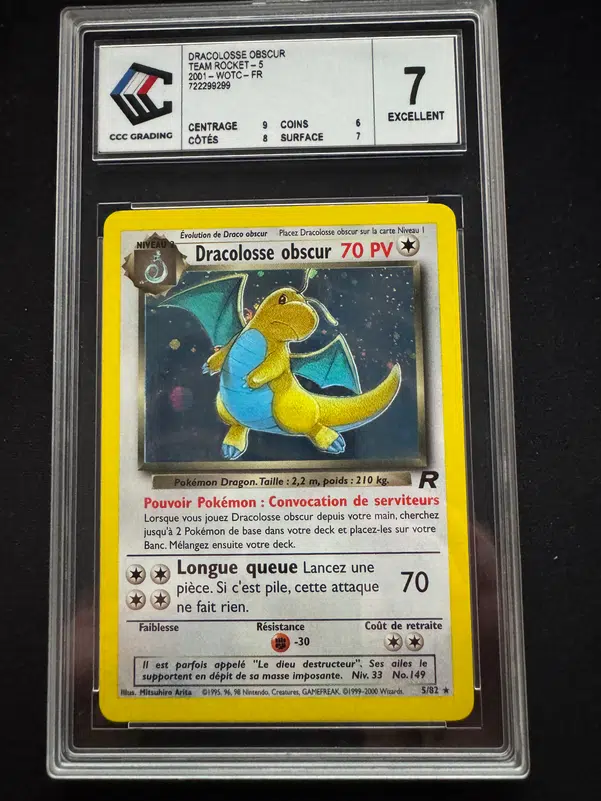 DRACOLOSSE OBSCUR
TEAM ROCKET - 5
2001 - WOTC - FR
722299299
CCC GRADING
CENTRAGE 9 COINS 6
CÔTÉS 8 SURFACE 7
7
EXCELLENT
Évolution de Draco obscur Placez Dracolosse obscur sur la carte Niveau 1
NIVEAU 2
Dracolosse obscur 70 PV
Pokémon Dragon. Taille : 2,2 m, poids : 210 kg.
R
Pouvoir Pokémon : Convocation de serviteurs
Lorsque vous jouez Dracolosse obscur depuis votre main, cherchez
jusqu'à 2 Pokémon de base dans votre deck et placez-les sur votre
Banc. Mélangez ensuite votre deck.
Longue queue Lancez une
pièce. Si c'est pile, cette attaque
ne fait rien.
70
Faiblesse Résistance Coût de retraite
-30
Il est parfois appelé "Le dieu destructeur". Ses ailes le
supportent en dépit de sa masse imposante. Niv. 33 No. 149
Illus. Mitsuhiro Arita ©1995, 96, 98 Nintendo, Creatures, GAMEFREAK. ©1999-2000 Wizards. 5/82 ★